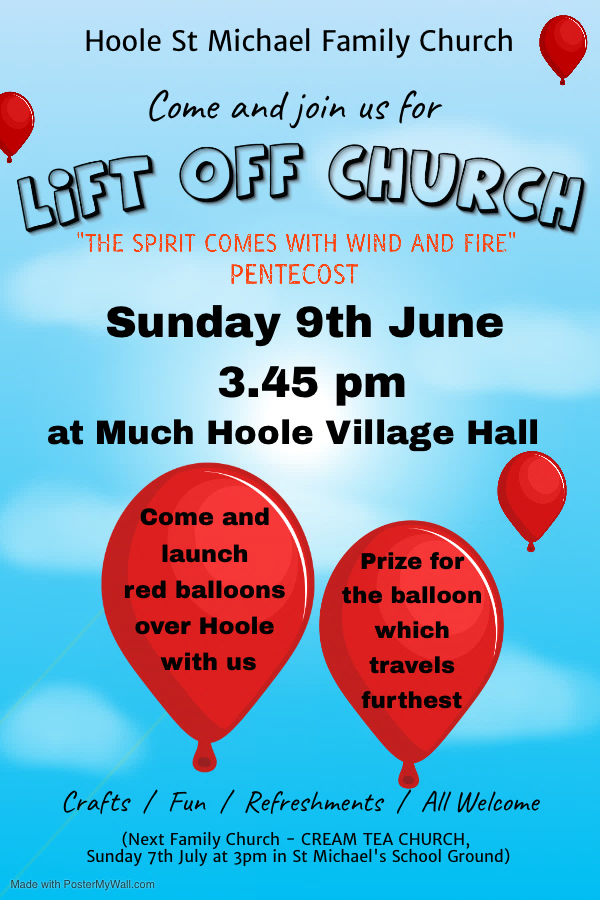 Hoole St Michael Family Church
Come and join us for
LiFT OFF CHURCH
"THE SPIRIT COMES WITH WIND AND FIRE"
PENTECOST
Sunday 9th June
3.45 pm
at Much Hoole Village Hall
Come and
launch
red balloons
over Hoole
with us
Prize for
the balloon
which
travels
furthest
Crafts / Fun / Refreshments / All Welcome
(Next Family Church - CREAM TEA CHURCH,
Sunday 7th July at 3pm in St Michael's School Ground)
Made with PosterMyWall.com